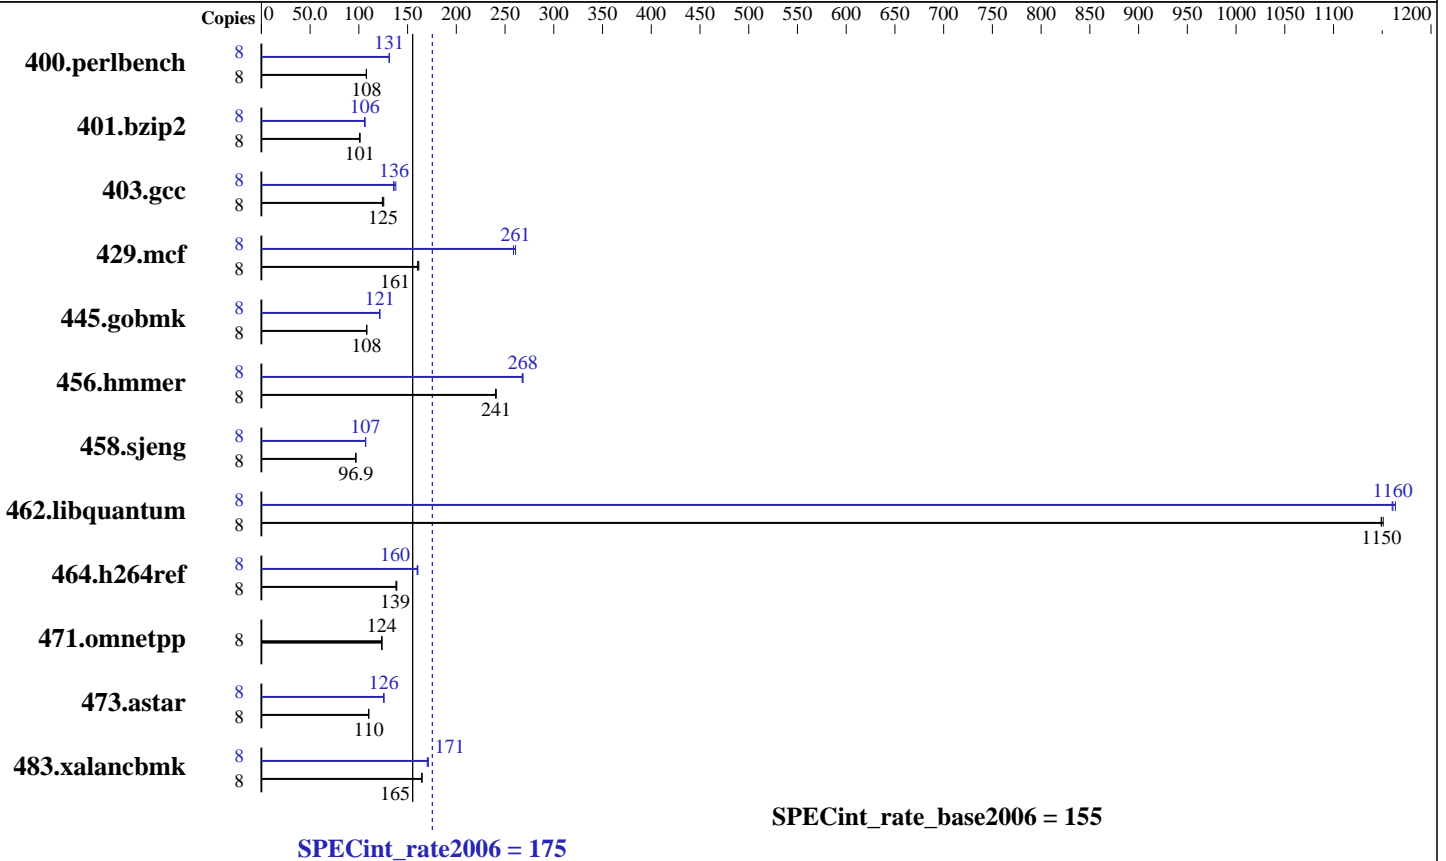 Copies 0 50.0 100 150 200 250 300 350 400 450 500 550 600 650 700 750 800 850 900 950 1000 1050 1100 1200
400.perlbench 8 131
8 108
401.bzip2 8 106
8 101
403.gcc 8 136
8 125
429.mcf 8 261
8 161
445.gobmk 8 121
8 108
456.hmmer 8 268
8 241
458.sjeng 8 107
8 96.9
462.libquantum 8 1160
8 1150
464.h264ref 8 160
8 139
471.omnetpp 8 124
473.astar 8 126
8 110
483.xalancbmk 8 171
8 165
SPECint_rate_base2006 = 155
SPECint_rate2006 = 175